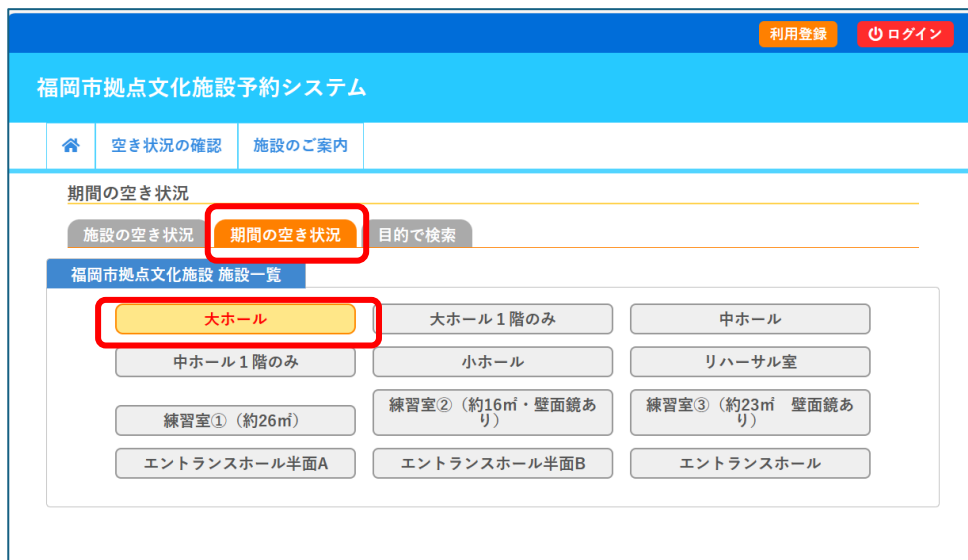 利用登録 ログイン
福岡市拠点文化施設予約システム
空き状況の確認 施設のご案内
期間の空き状況
施設の空き状況 期間の空き状況 目的で検索
福岡市拠点文化施設 施設一覧
大ホール 大ホール１階のみ 中ホール
中ホール１階のみ 小ホール リハーサル室
練習室①（約26㎡） 練習室②（約16㎡・壁面鏡あり） 練習室③（約23㎡　壁面鏡あり）
エントランスホール半面A エントランスホール半面B エントランスホール